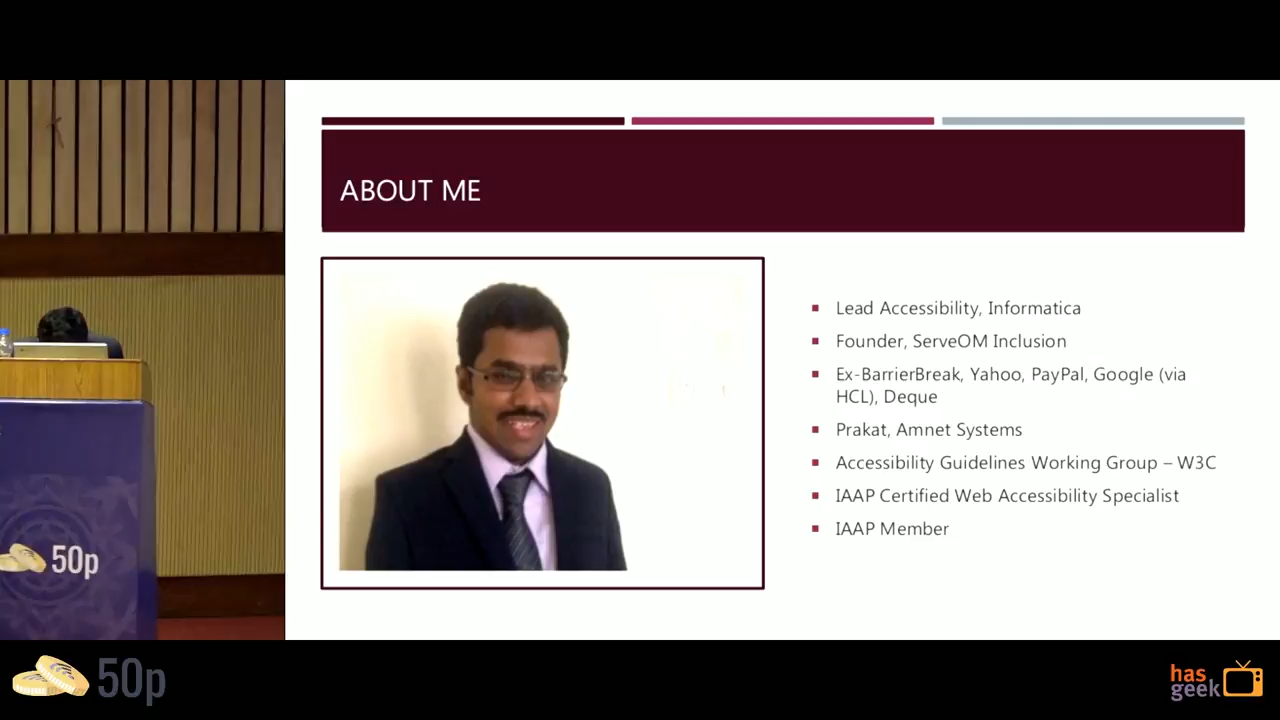 ABOUT ME
Lead Accessibility, Informatica
Founder, ServeOM Inclusion
Ex-BarrierBreak, Yahoo, PayPal, Google (via
HCL), Deque
Prakat, Amnet Systems
Accessibility Guidelines Working Group – W3C
IAAP Certified Web Accessibility Specialist
IAAP Member
50p
50p
has
geek